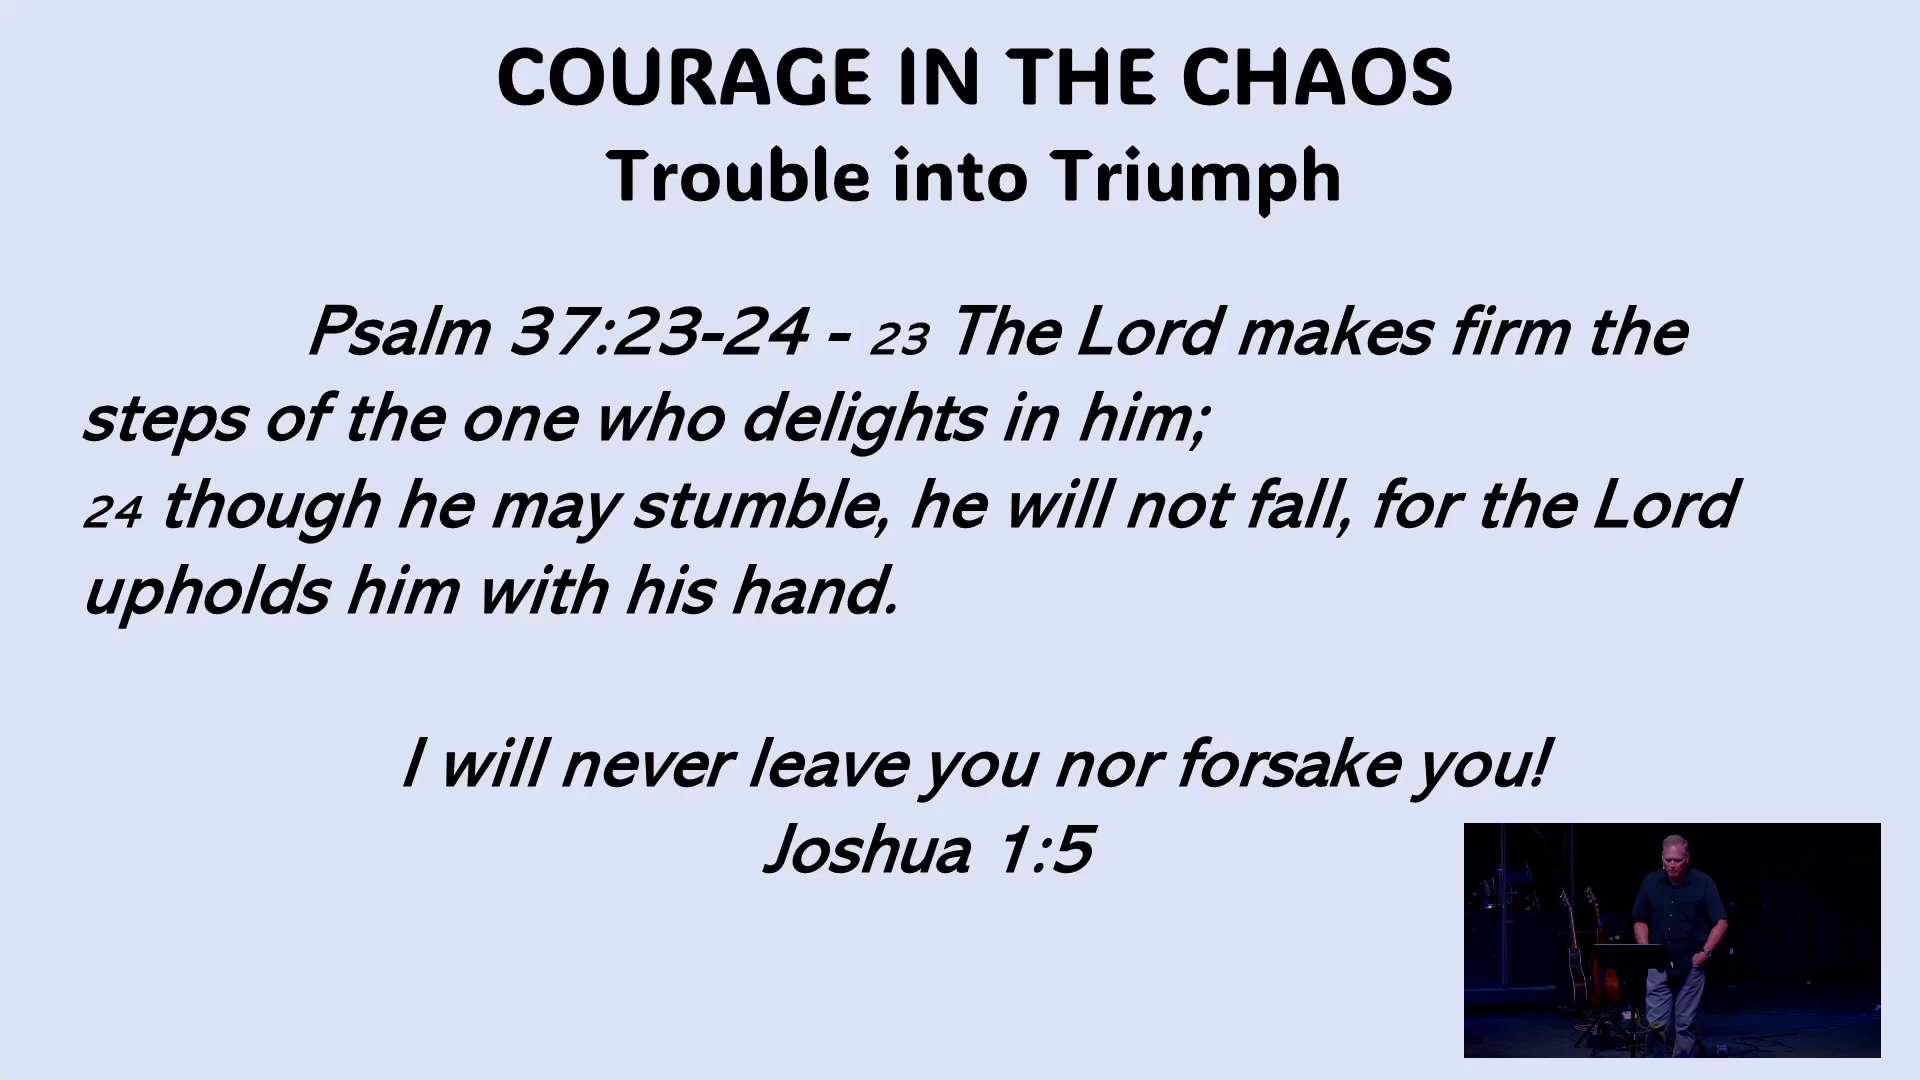 COURAGE IN THE CHAOS
Trouble into Triumph
Psalm 37:23-24 - 23 The Lord makes firm the
steps of the one who delights in him;
24 though he may stumble, he will not fall, for the Lord
upholds him with his hand.
I will never leave you nor forsake you!
Joshua 1:5